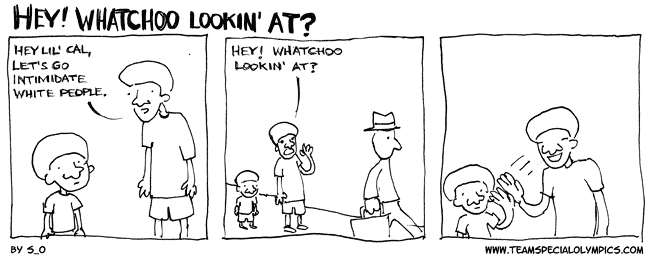 HEY! WHATCHOO LOOKIN' AT?
HEY LIL' CAL,
LET'S GO
INTIMIDATE
WHITE PEOPLE.
HEY! WHATCHOO
LOOKIN' AT?
BY S_O
WWW.TEAMSPECIALOLYMPICS.COM